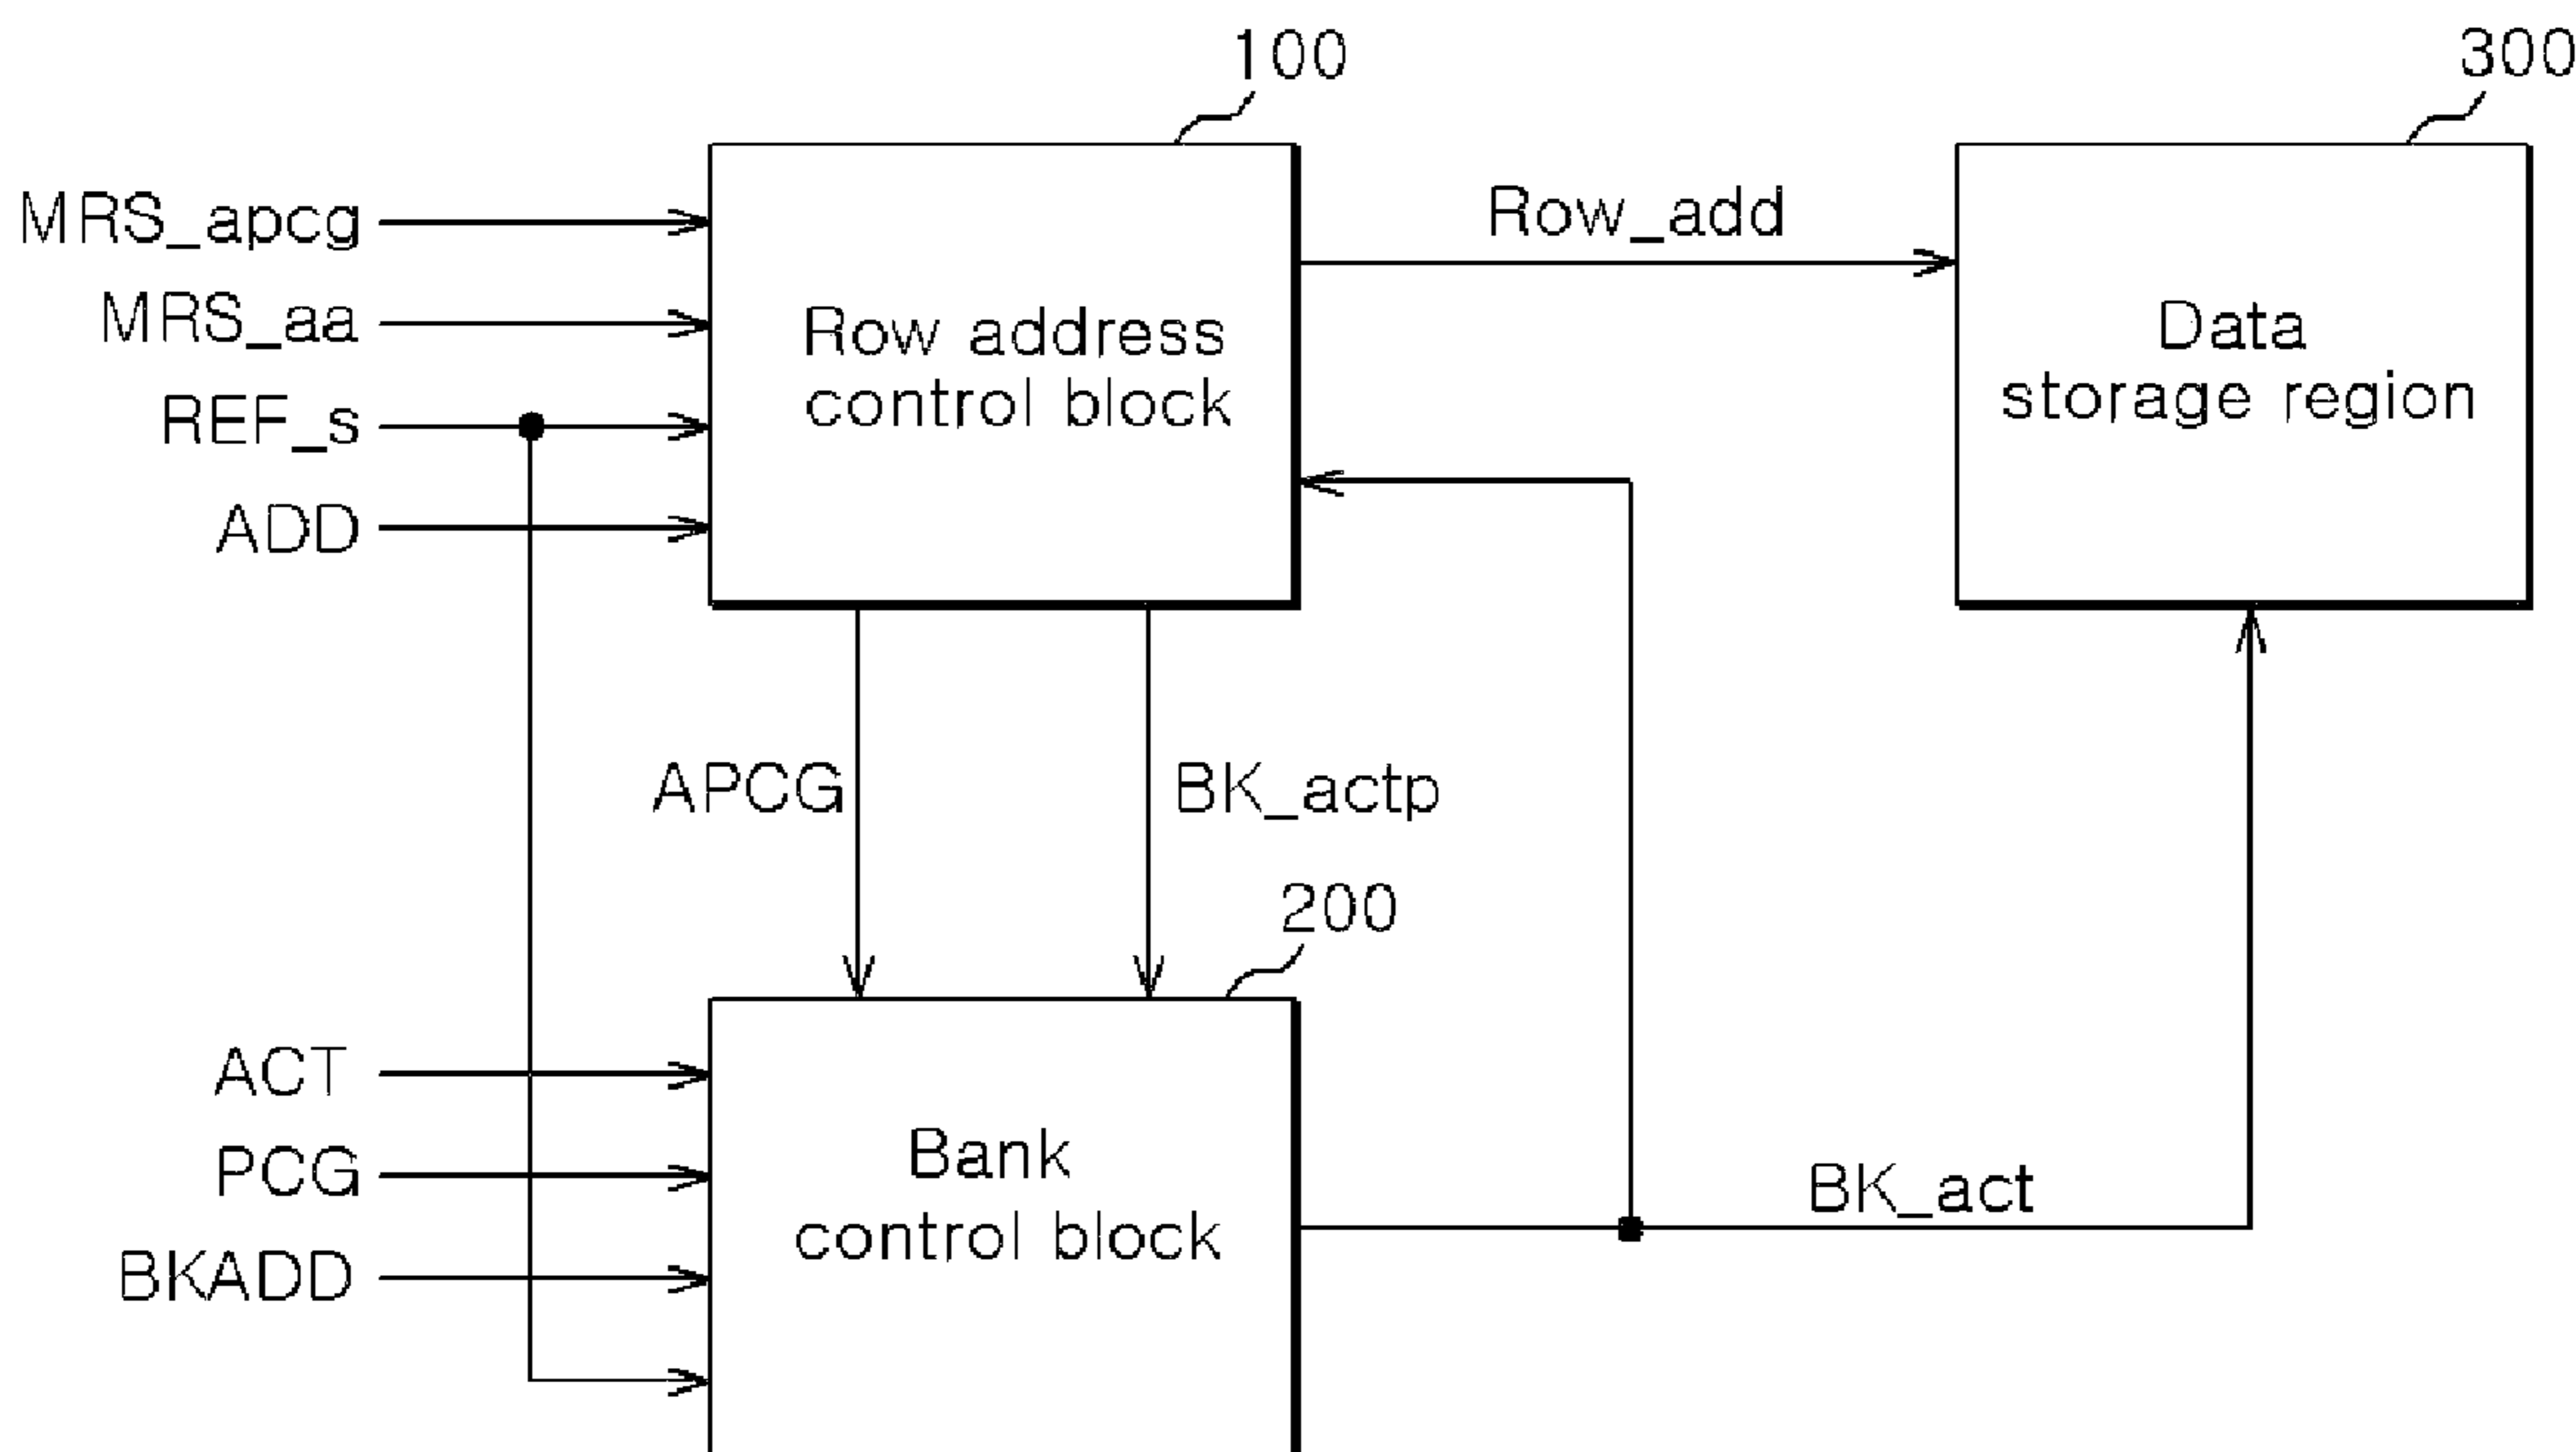 100
300
MRS_apcg
Row_add
MRS_aa
Row address
control block
Data
storage region
REF_s
ADD
APCG
BK_actp
200
ACT
Bank
control block
PCG
BK_act
BKADD